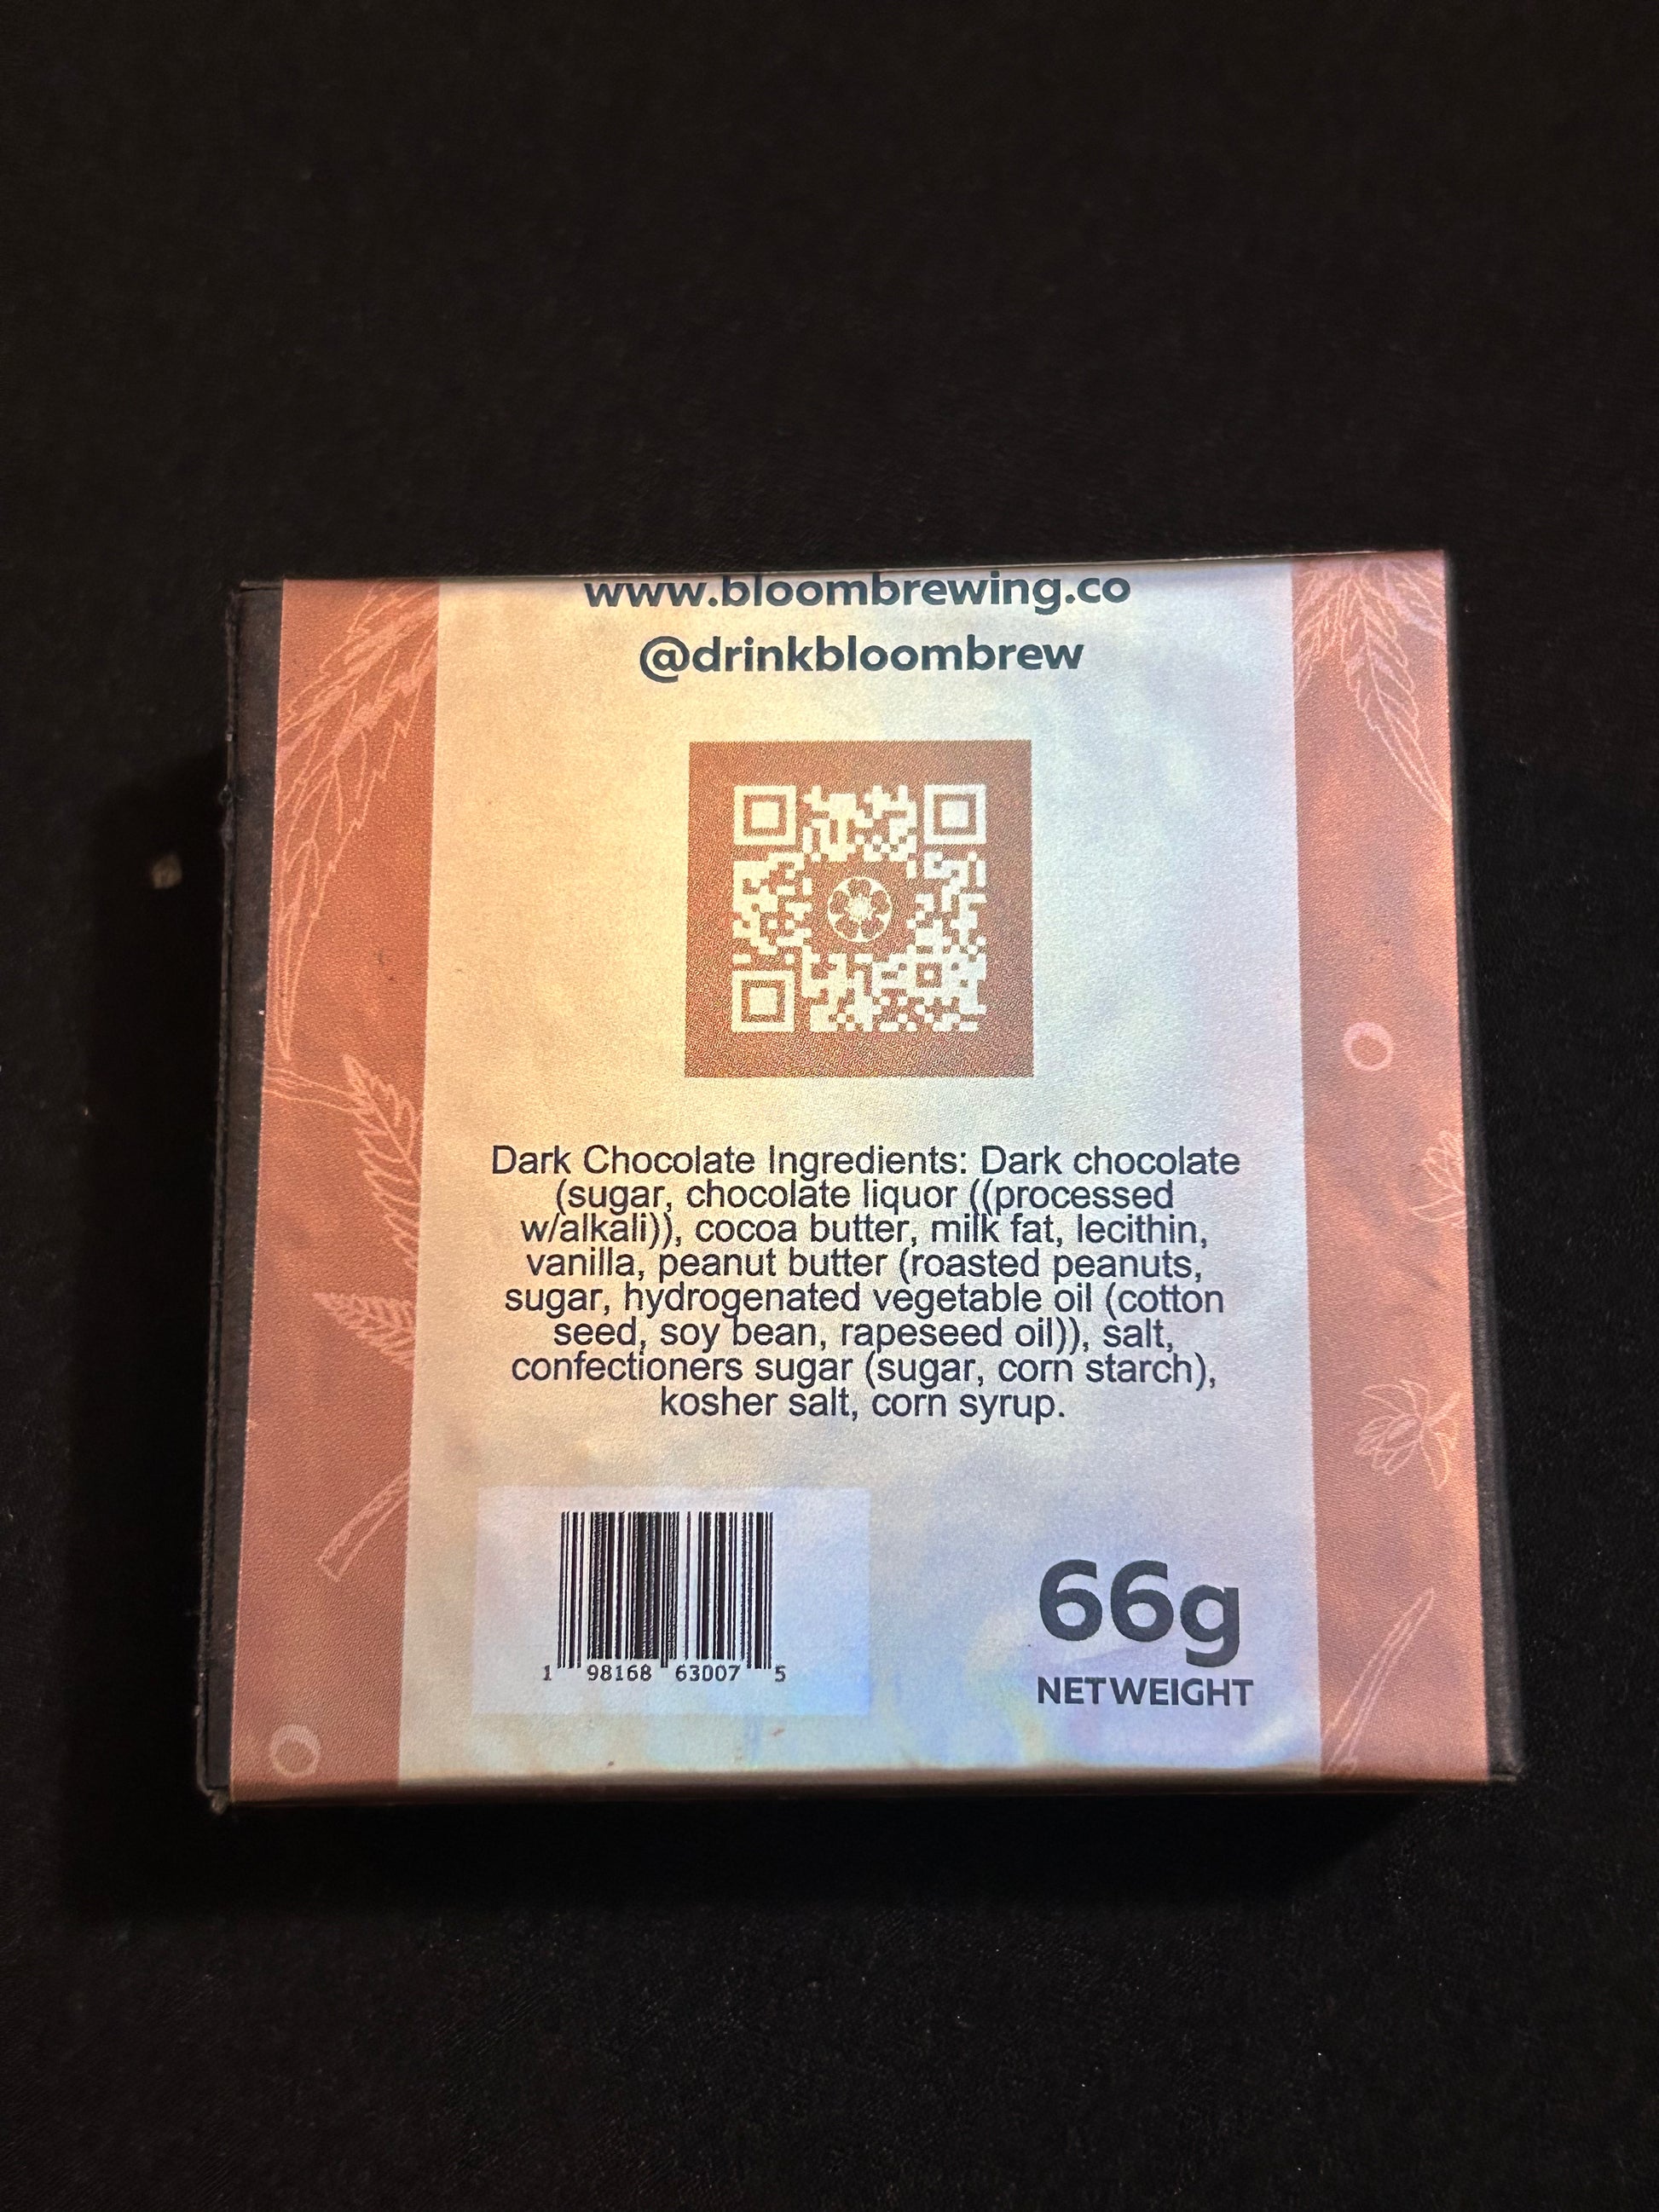 www.bloombrewing.co
@drinkbloombrew
Dark Chocolate Ingredients: Dark chocolate
(sugar, chocolate liquor ((processed
w/alkali)), cocoa butter, milk fat, lecithin,
vanilla, peanut butter (roasted peanuts,
sugar, hydrogenated vegetable oil (cotton
seed, soy bean, rapeseed oil)), salt,
confectioners sugar (sugar, corn starch),
kosher salt, corn syrup.
1 98168 63007 5
66g
NET WEIGHT